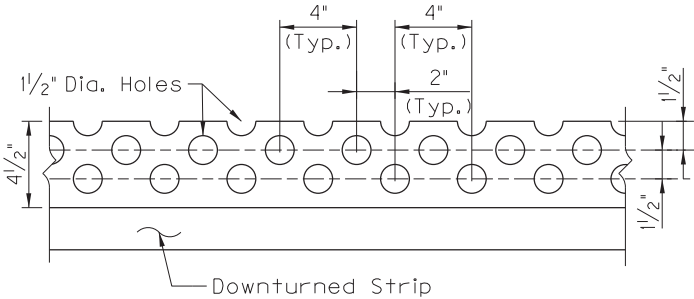 4" 4"
(Typ.) (Typ.)
1½" Dia. Holes
2"
(Typ.)
1½"
4½"
1½"
Downturned Strip